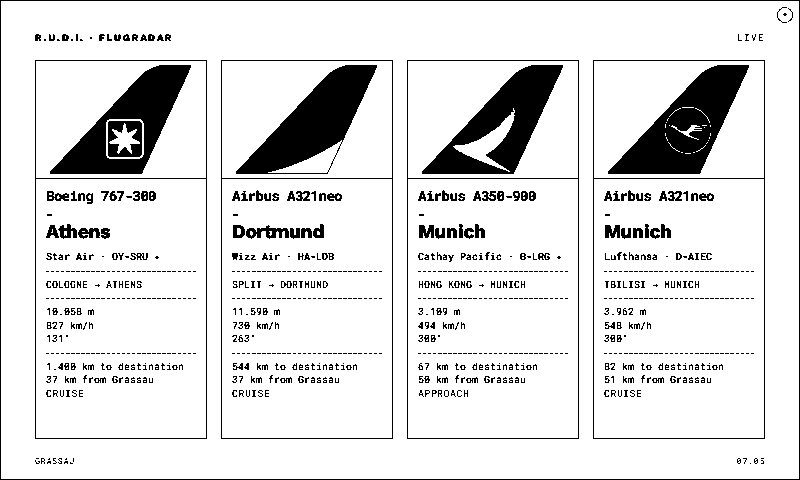 R.U.D.I. · FLUGRADAR
LIVE
Boeing 767-300
-
Athens
Star Air · OY-SRU ✦
COLOGNE → ATHENS
10.058 m
827 km/h
131°
1.400 km to destination
37 km from Grassau
CRUISE
Airbus A321neo
-
Dortmund
Wizz Air · HA-LDB
SPLIT → DORTMUND
11.590 m
730 km/h
263°
544 km to destination
37 km from Grassau
CRUISE
Airbus A350-900
-
Munich
Cathay Pacific · B-LRG ✦
HONG KONG → MUNICH
3.109 m
494 km/h
300°
67 km to destination
50 km from Grassau
APPROACH
Airbus A321neo
-
Munich
Lufthansa · D-AIEC
TBILISI → MUNICH
3.962 m
548 km/h
300°
82 km to destination
51 km from Grassau
CRUISE
GRASSAU
07.05